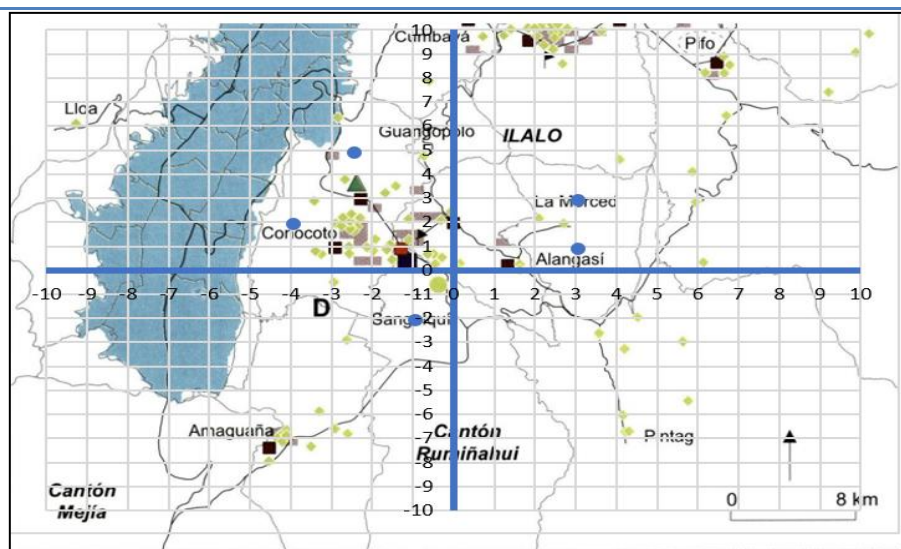 10
Cumbayá
9
Pifo
8
7
Lloa
6
Guangopolo
ILALO
5
4
3
La Merced
2
Conocoto
1
Alangasí
0
-10 -9 -8 -7 -6 -5 -4 -3 -2 -1 0 1 2 3 4 5 6 7 8 9 10
D
-2
Sangolquí
-3
-4
-5
-6
Amaguaña
-7
Cantón
Rumiñahui
Pintag
-8
-9
Cantón
Mejía
-10
0 8 km